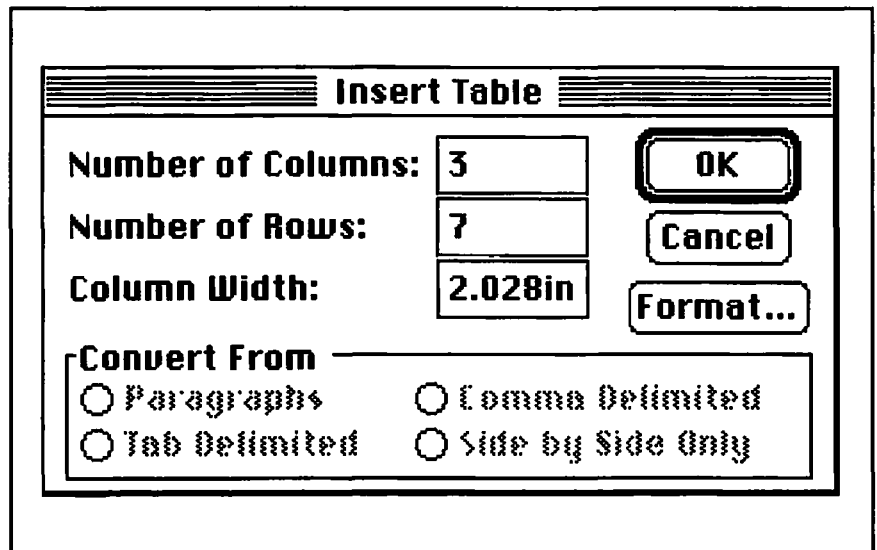 Insert Table
Number of Columns: 3 OK
Number of Rows: 7 Cancel
Column Width: 2.028in Format...
Convert From
Paragraphs Comma Delimited
Tab Delimited Side by Side Only